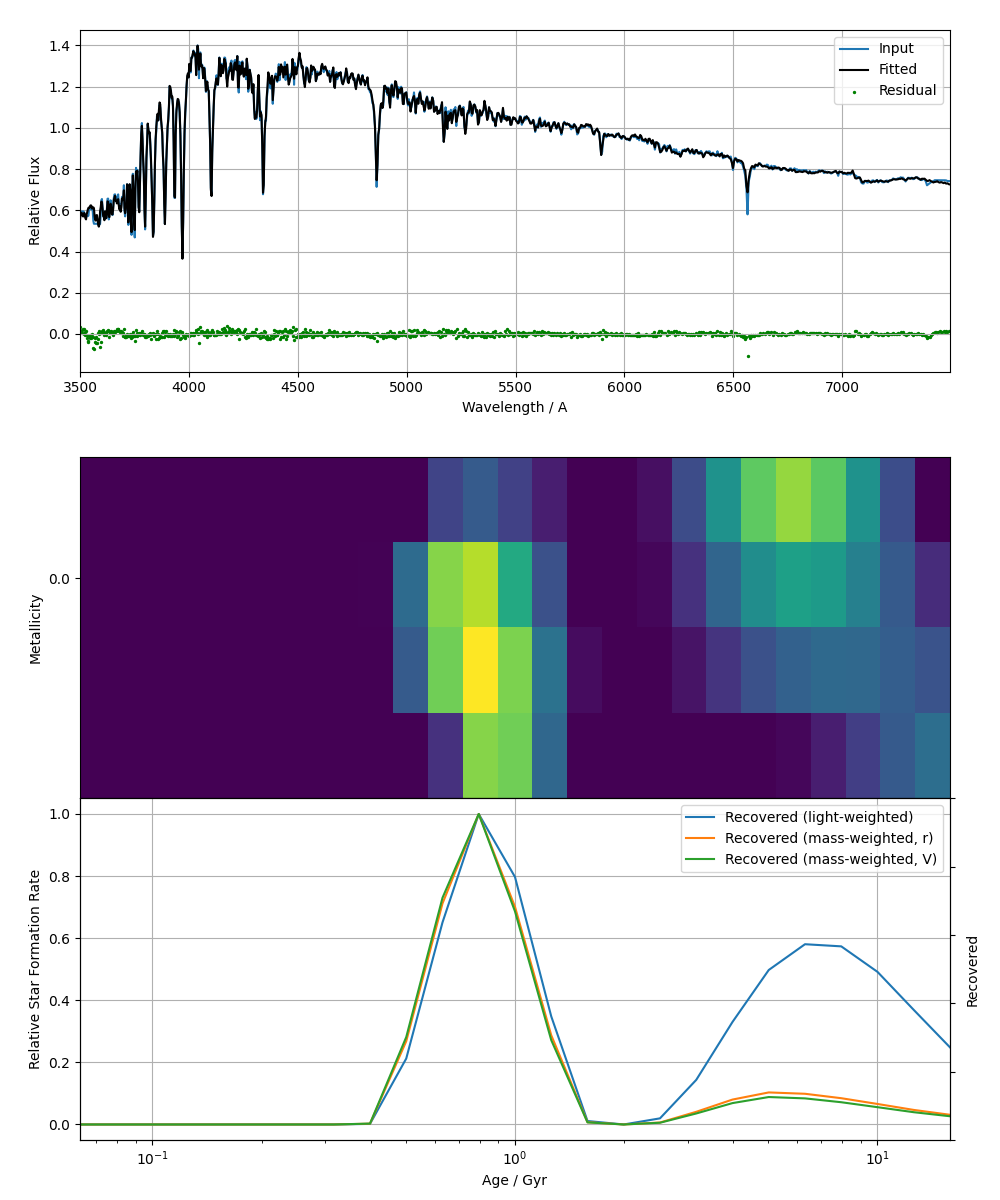 1.4
1.2
1.0
0.8
0.6
0.4
0.2
0.0
Relative Flux
Input
Fitted
Residual
3500
4000
4500
5000
5500
6000
6500
7000
Wavelength / A
0.0
Metallicity
1.0
0.8
0.6
0.4
0.2
0.0
Relative Star Formation Rate
Recovered (light-weighted)
Recovered (mass-weighted, r)
Recovered (mass-weighted, V)
Recovered
10⁻¹
10⁰
10¹
Age / Gyr